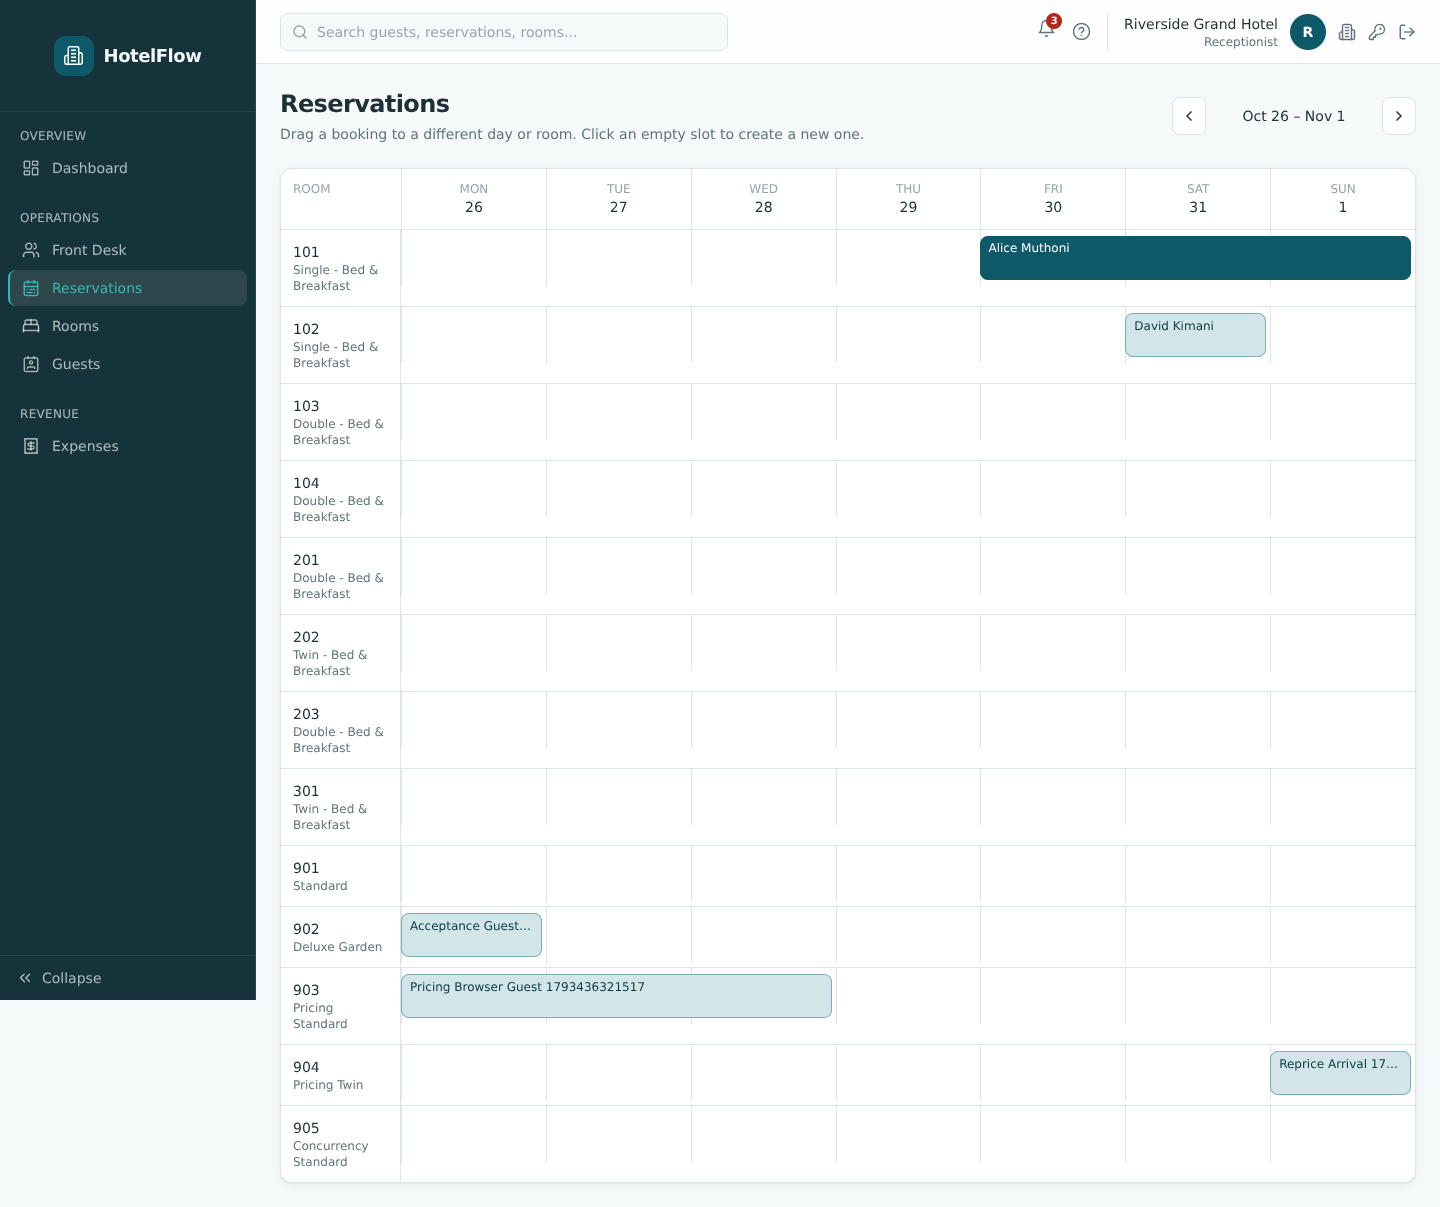 HotelFlow
OVERVIEW
Dashboard
OPERATIONS
Front Desk
Reservations
Rooms
Guests
REVENUE
Expenses
Collapse
Search guests, reservations, rooms...
3
Riverside Grand Hotel
Receptionist
R
Reservations
Drag a booking to a different day or room. Click an empty slot to create a new one.
Oct 26 – Nov 1
ROOM MON TUE WED THU FRI SAT SUN
26 27 28 29 30 31 1
101
Single - Bed &
Breakfast
Alice Muthoni
102
Single - Bed &
Breakfast
David Kimani
103
Double - Bed &
Breakfast
104
Double - Bed &
Breakfast
201
Double - Bed &
Breakfast
202
Twin - Bed &
Breakfast
203
Double - Bed &
Breakfast
301
Twin - Bed &
Breakfast
901
Standard
902
Deluxe Garden
Acceptance Guest...
903
Pricing
Standard
Pricing Browser Guest 1793436321517
904
Pricing Twin
Reprice Arrival 17...
905
Concurrency
Standard